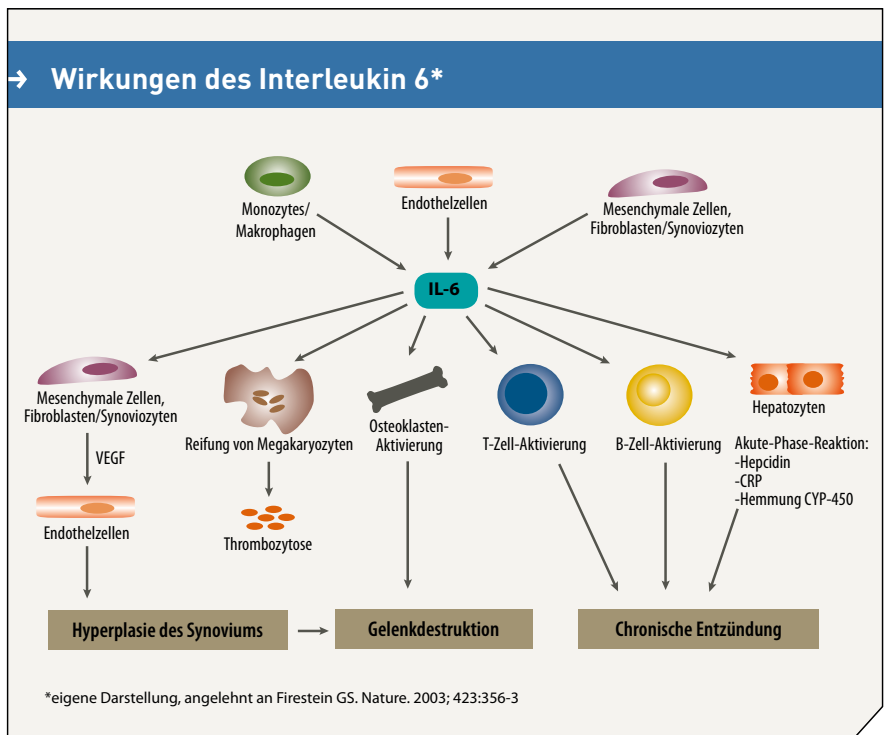 → Wirkungen des Interleukin 6*
Monozytes/
Makrophagen
Endothelzellen
Mesenchymale Zellen,
Fibroblasten/Synoviozyten
IL-6
Mesenchymale Zellen,
Fibroblasten/Synoviozyten
Reifung von Megakaryozyten
Osteoklasten-
Aktivierung
T-Zell-Aktivierung
B-Zell-Aktivierung
Hepatozyten
Akute-Phase-Reaktion:
-Hepcidin
-CRP
-Hemmung CYP-450
VEGF
Endothelzellen
Thrombozytose
Hyperplasie des Synoviums
Gelenkdestruktion
Chronische Entzündung
*eigene Darstellung, angelehnt an Firestein GS. Nature. 2003; 423:356-3